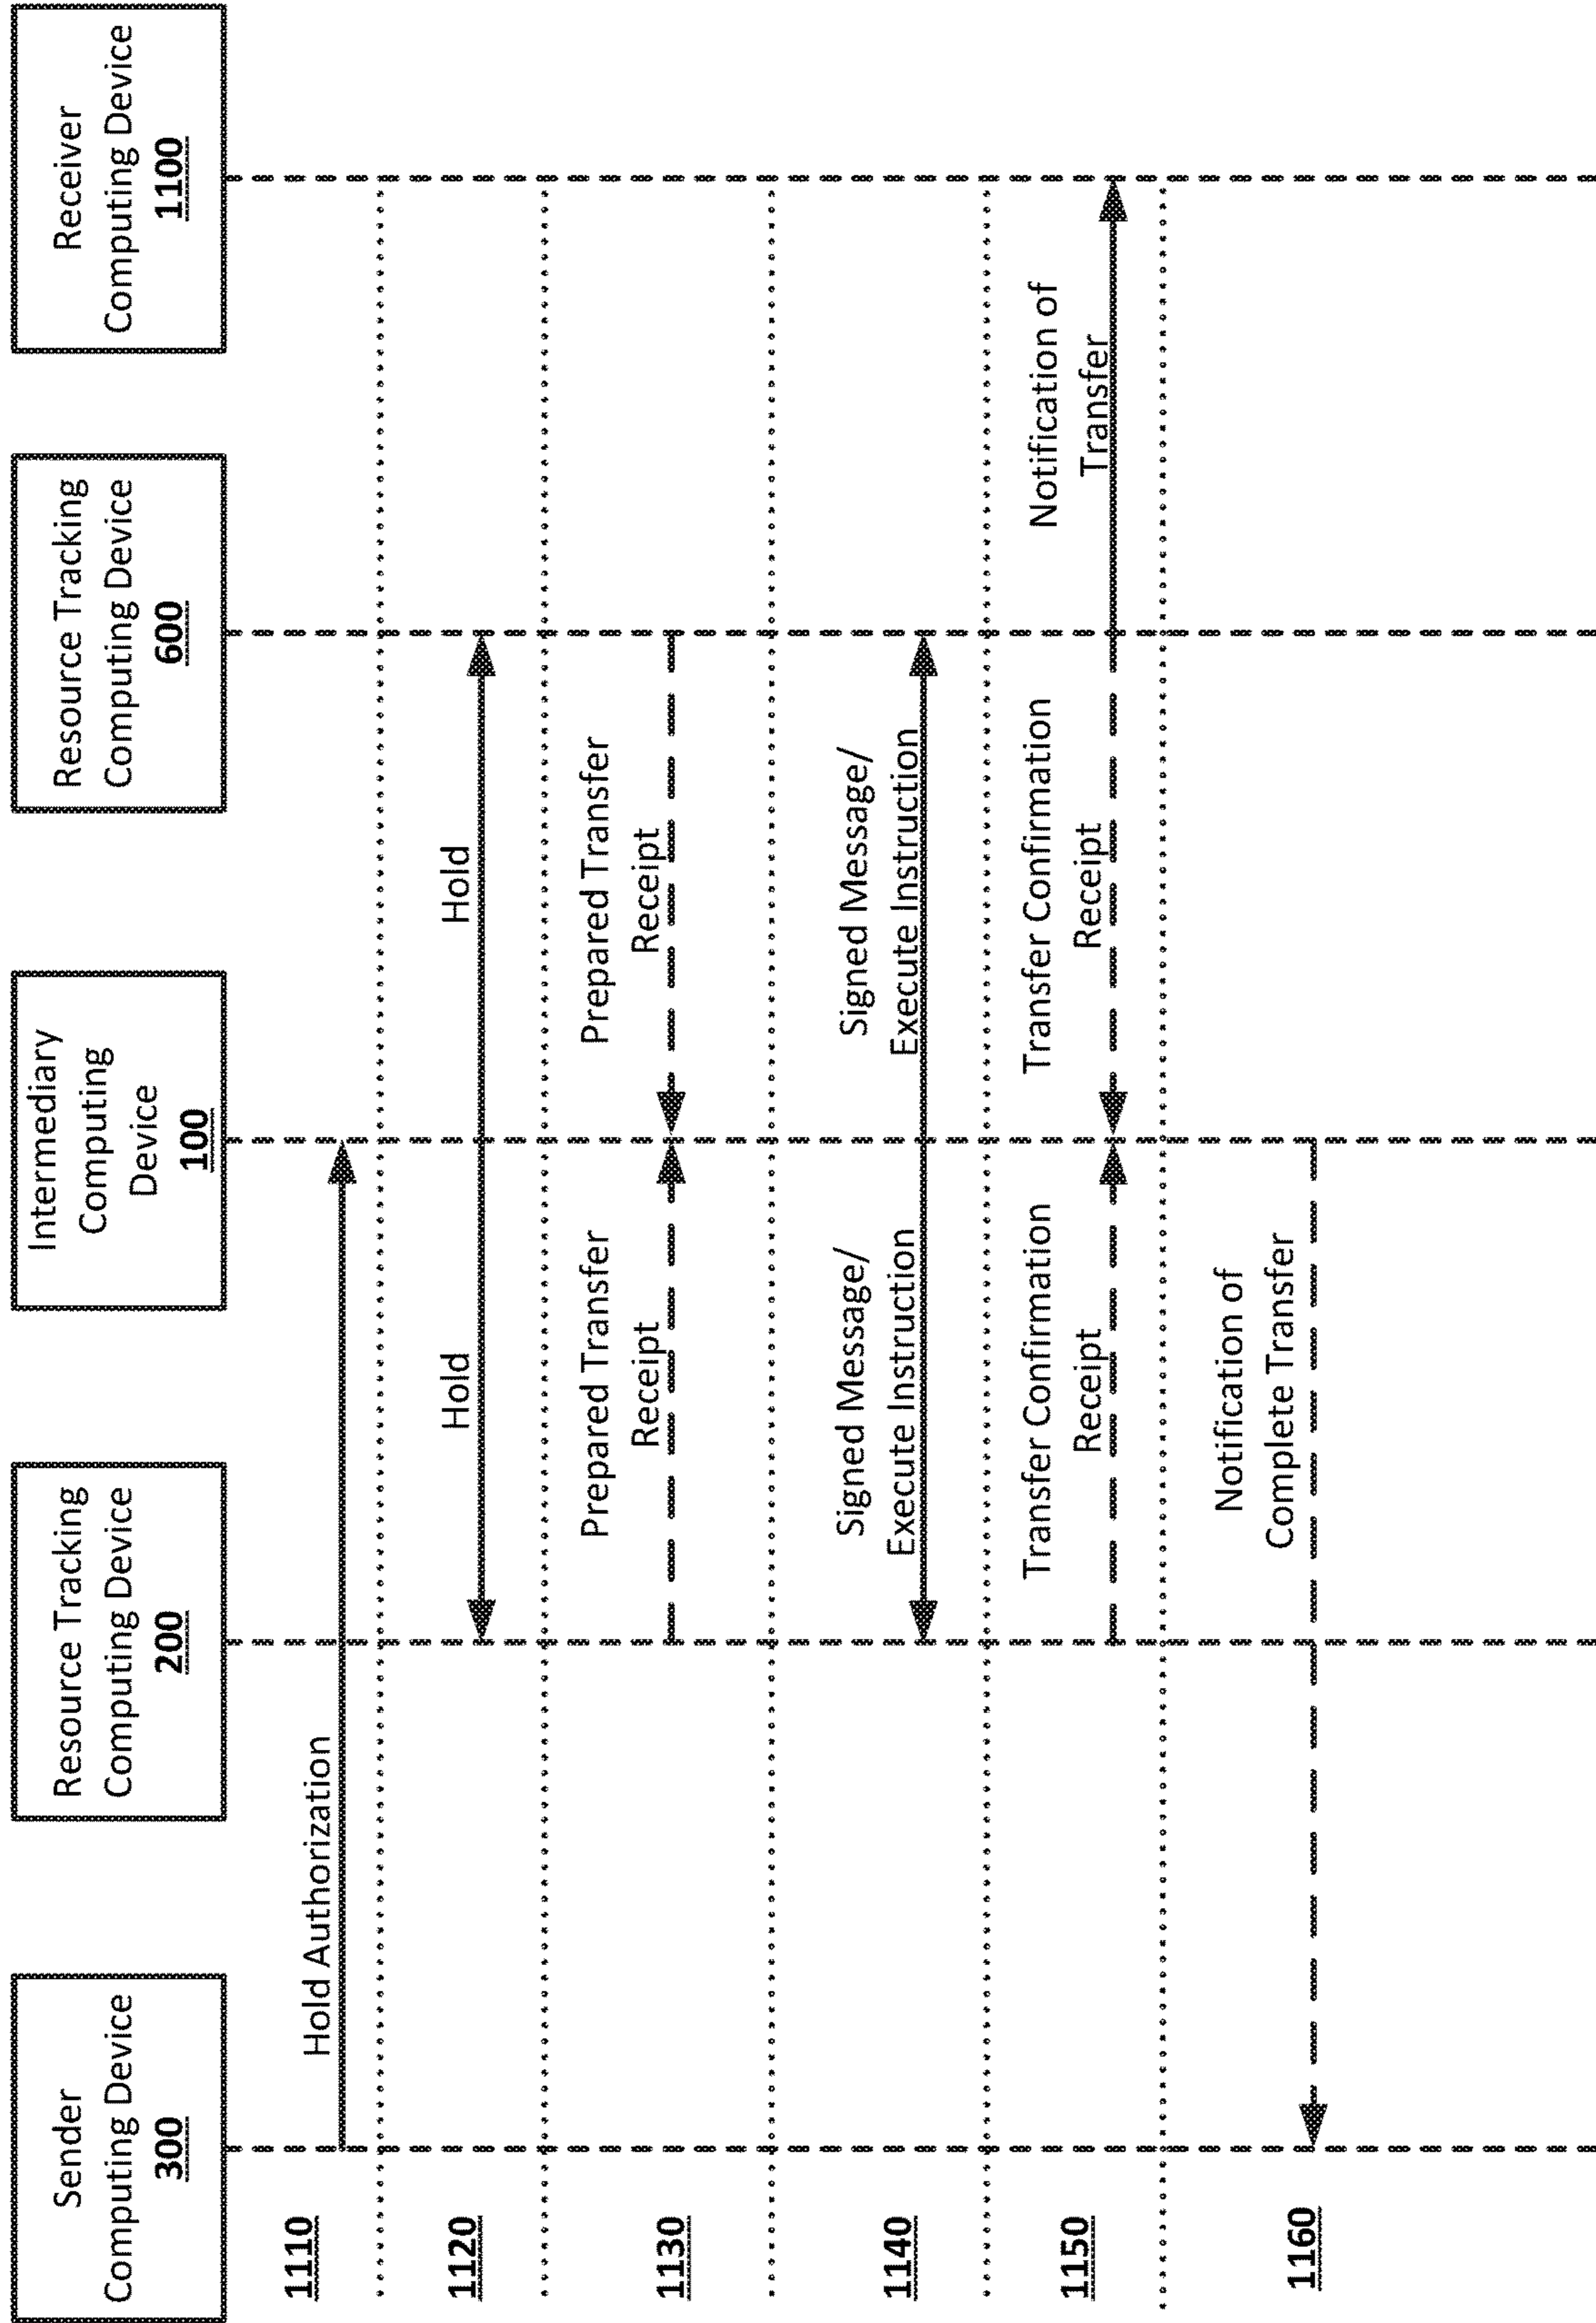 Sender
Computing Device
300
Resource Tracking
Computing Device
200
Intermediary
Computing
Device
100
Resource Tracking
Computing Device
600
Receiver
Computing Device
1100
1110
Hold Authorization
1120
Hold
Hold
1130
Prepared Transfer
Receipt
Prepared Transfer
Receipt
1140
Signed Message/
Execute Instruction
Signed Message/
Execute Instruction
1150
Transfer Confirmation
Receipt
Transfer Confirmation
Receipt
Notification of
Transfer
1160
Notification of
Complete Transfer